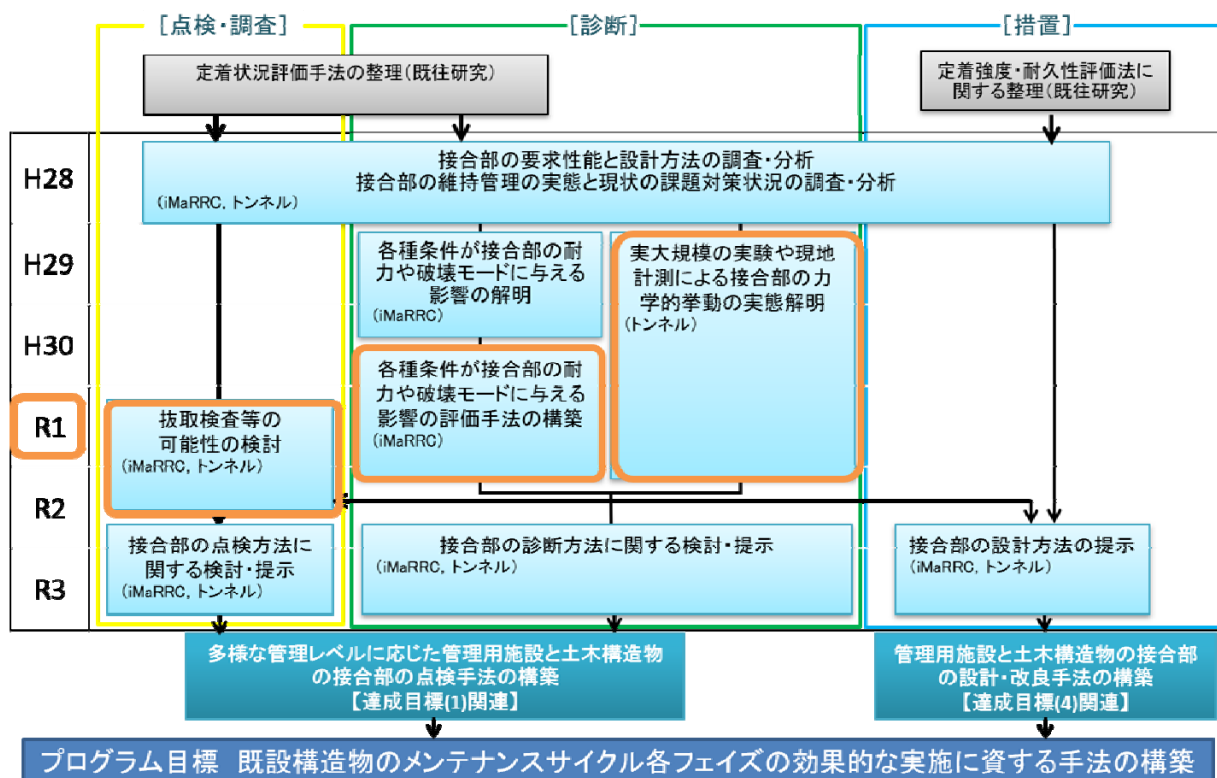 ［点検・調査］
［診断］
［措置］
定着状況評価手法の整理（既往研究）
定着強度・耐久性評価法に
関する整理（既往研究）
H28
接合部の要求性能と設計方法の調査・分析
接合部の維持管理の実態と現状の課題対策状況の調査・分析
（iMaRRC，トンネル）
H29
各種条件が接合部の耐
力や破壊モードに与える
影響の解明
（iMaRRC）
実大規模の実験や現地
計測による接合部の力
学的挙動の実態解明
（トンネル）
H30
各種条件が接合部の耐
力や破壊モードに与える
影響の評価手法の構築
（iMaRRC）
R1
抜取検査等の
可能性の検討
（iMaRRC，トンネル）
R2
接合部の点検方法に
関する検討・提示
（iMaRRC，トンネル）
接合部の診断方法に関する検討・提示
（iMaRRC，トンネル）
接合部の設計方法の提示
（iMaRRC，トンネル）
R3
多様な管理レベルに応じた管理用施設と土木構造物
の接合部の点検手法の構築
【達成目標(1)関連】
管理用施設と土木構造物の接合部
の設計・改良手法の構築
【達成目標(4)関連】
プログラム目標　既設構造物のメンテナンスサイクル各フェイズの効果的な実施に資する手法の構築